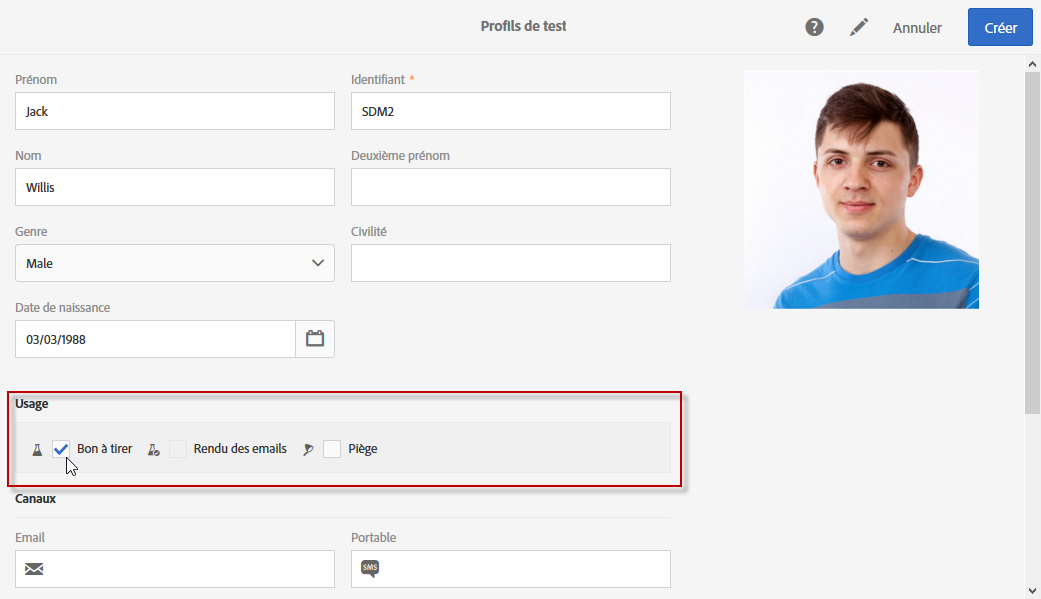 Profils de test
? Annuler Créer
Prénom Identifiant *
Jack SDM2
Nom Deuxième prénom
Willis
Genre Civilité
Male
Date de naissance
03/03/1988
Usage
Bon à tirer Rendu des emails Piège
Canaux
Email Portable
SMS